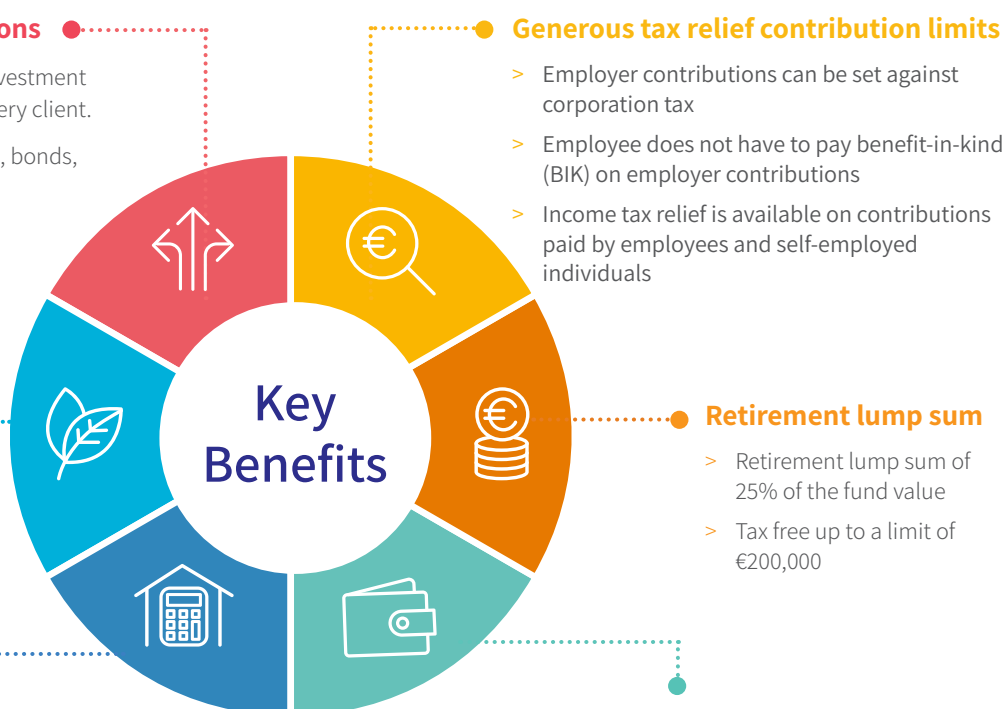 ons
vestment
ery client.
, bonds,
Generous tax relief contribution limits
> Employer contributions can be set against
corporation tax
> Employee does not have to pay benefit-in-kind
(BIK) on employer contributions
> Income tax relief is available on contributions
paid by employees and self-employed
individuals
Key
Benefits
Retirement lump sum
> Retirement lump sum of
25% of the fund value
> Tax free up to a limit of
€200,000